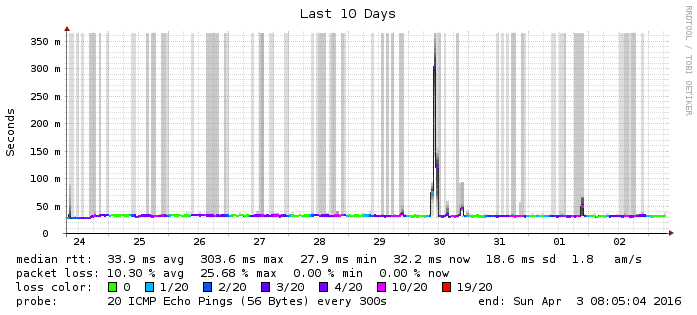 Last 10 Days
RRDTOOL / TOBI OETIKER
Seconds
350 m
300 m
250 m
200 m
150 m
100 m
50 m
0
24 25 26 27 28 29 30 31 01 02
median rtt: 33.9 ms avg 303.6 ms max 27.9 ms min 32.2 ms now 18.6 ms sd 1.8 am/s
packet loss: 10.30 % avg 25.68 % max 0.00 % min 0.00 % now
loss color: 0 1/20 2/20 3/20 4/20 10/20 19/20
probe: 20 ICMP Echo Pings (56 Bytes) every 300s end: Sun Apr 3 08:05:04 2016